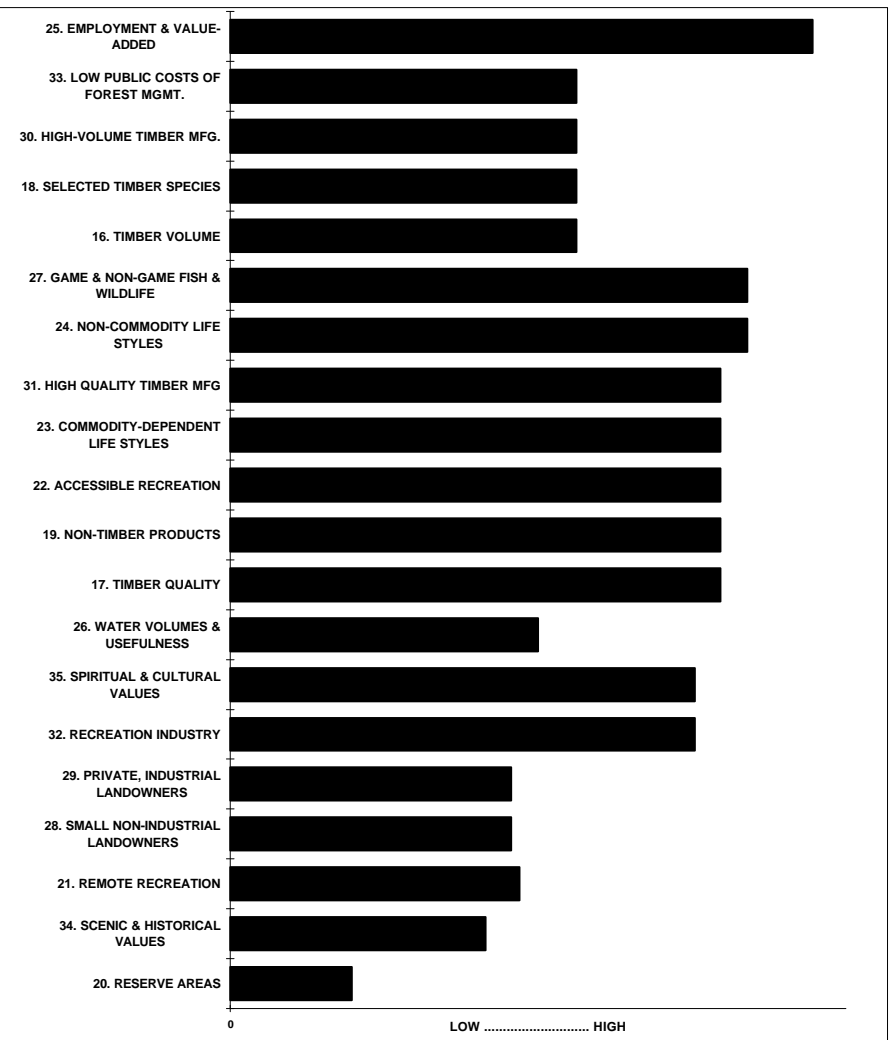 25. EMPLOYMENT & VALUE-
ADDED
33. LOW PUBLIC COSTS OF
FOREST MGMT.
30. HIGH-VOLUME TIMBER MFG.
18. SELECTED TIMBER SPECIES
16. TIMBER VOLUME
27. GAME & NON-GAME FISH &
WILDLIFE
24. NON-COMMODITY LIFE
STYLES
31. HIGH QUALITY TIMBER MFG
23. COMMODITY-DEPENDENT
LIFE STYLES
22. ACCESSIBLE RECREATION
19. NON-TIMBER PRODUCTS
17. TIMBER QUALITY
26. WATER VOLUMES &
USEFULNESS
35. SPIRITUAL & CULTURAL
VALUES
32. RECREATION INDUSTRY
29. PRIVATE, INDUSTRIAL
LANDOWNERS
28. SMALL NON-INDUSTRIAL
LANDOWNERS
21. REMOTE RECREATION
34. SCENIC & HISTORICAL
VALUES
20. RESERVE AREAS
0
LOW ............................ HIGH